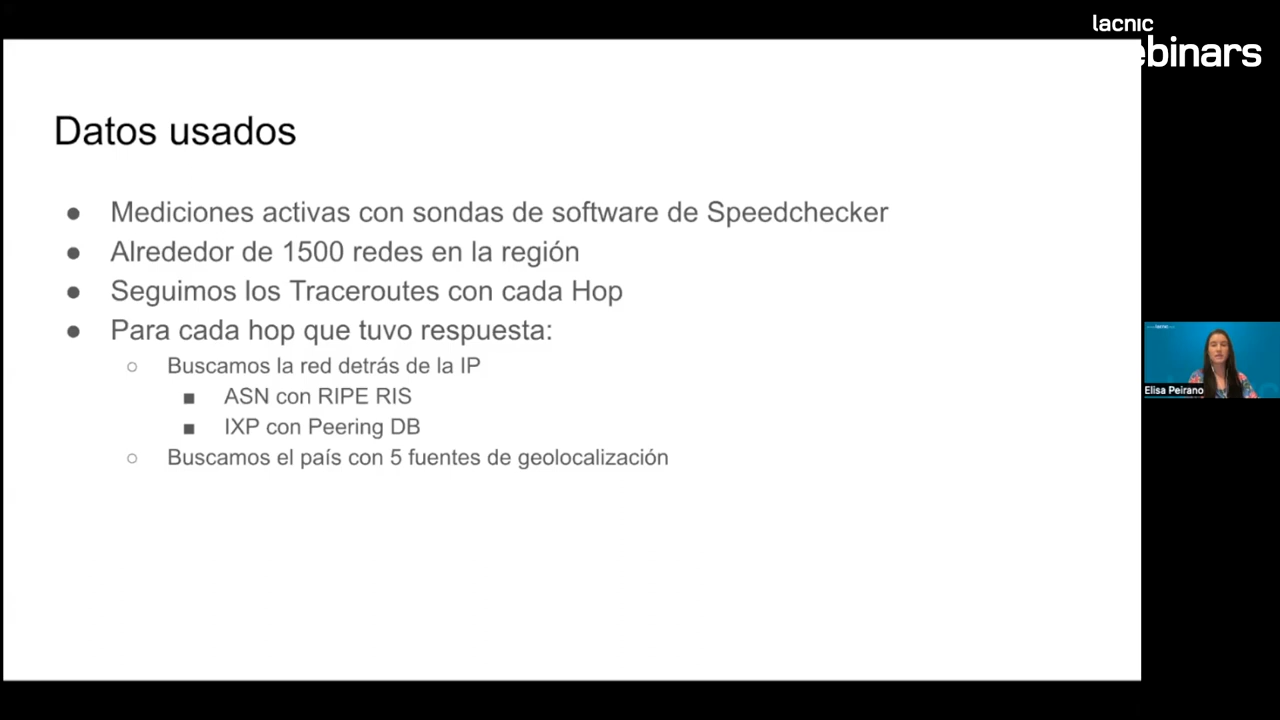 lacnic
ebinars
Datos usados
● Mediciones activas con sondas de software de Speedchecker
● Alrededor de 1500 redes en la región
● Seguimos los Traceroutes con cada Hop
● Para cada hop que tuvo respuesta:
○ Buscamos la red detrás de la IP
■ ASN con RIPE RIS
■ IXP con Peering DB
○ Buscamos el país con 5 fuentes de geolocalización
lacnic
Elisa Peirano